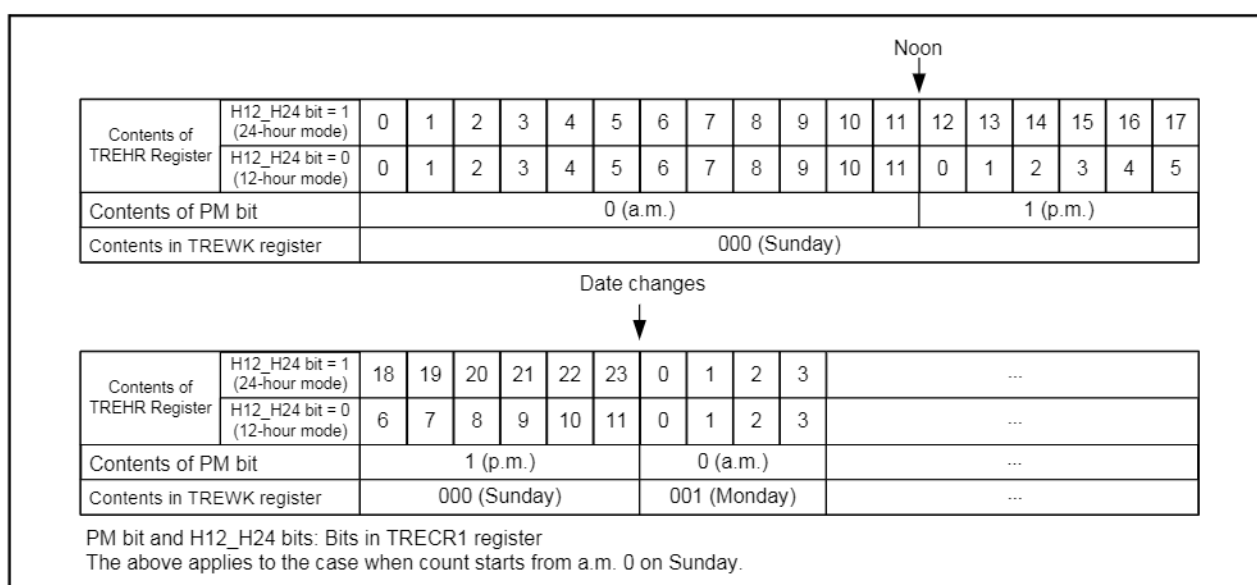 Noon
Contents of
TREHR Register
H12_H24 bit = 1
(24-hour mode)
0 1 2 3 4 5 6 7 8 9 10 11 12 13 14 15 16 17
H12_H24 bit = 0
(12-hour mode)
0 1 2 3 4 5 6 7 8 9 10 11 0 1 2 3 4 5
Contents of PM bit 0 (a.m.) 1 (p.m.)
Contents in TREWK register 000 (Sunday)
Date changes
Contents of
TREHR Register
H12_H24 bit = 1
(24-hour mode)
18 19 20 21 22 23 0 1 2 3 ...
H12_H24 bit = 0
(12-hour mode)
6 7 8 9 10 11 0 1 2 3 ...
Contents of PM bit 1 (p.m.) 0 (a.m.) ...
Contents in TREWK register 000 (Sunday) 001 (Monday) ...
PM bit and H12_H24 bits: Bits in TRECR1 register
The above applies to the case when count starts from a.m. 0 on Sunday.